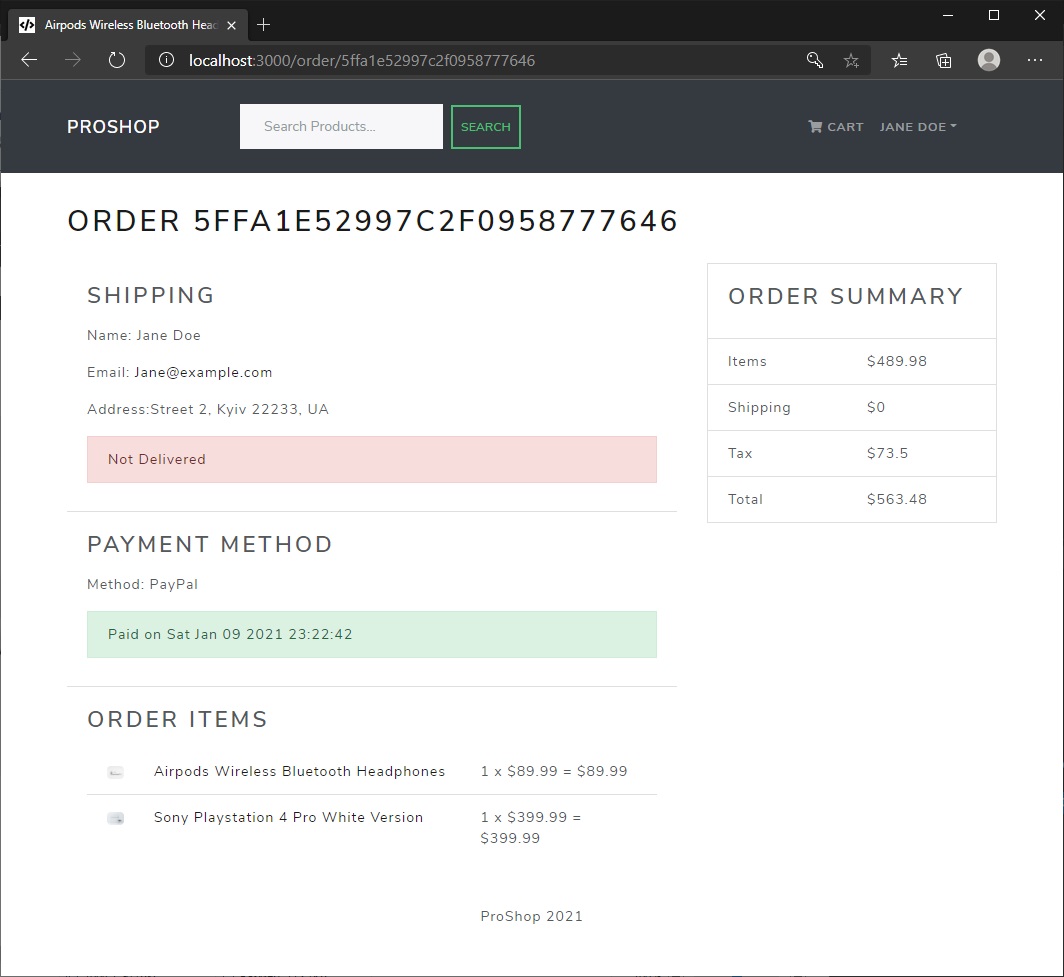 Airpods Wireless Bluetooth Head
localhost:3000/order/5ffa1e52997c2f0958777646
PROSHOP
Search Products...
SEARCH
CART
JANE DOE
ORDER 5FFA1E52997C2F0958777646
SHIPPING
Name: Jane Doe
Email: Jane@example.com
Address:Street 2, Kyiv 22233, UA
Not Delivered
PAYMENT METHOD
Method: PayPal
Paid on Sat Jan 09 2021 23:22:42
ORDER ITEMS
Airpods Wireless Bluetooth Headphones 1 x $89.99 = $89.99
Sony Playstation 4 Pro White Version 1 x $399.99 =
$399.99
ORDER SUMMARY
Items $489.98
Shipping $0
Tax $73.5
Total $563.48
ProShop 2021